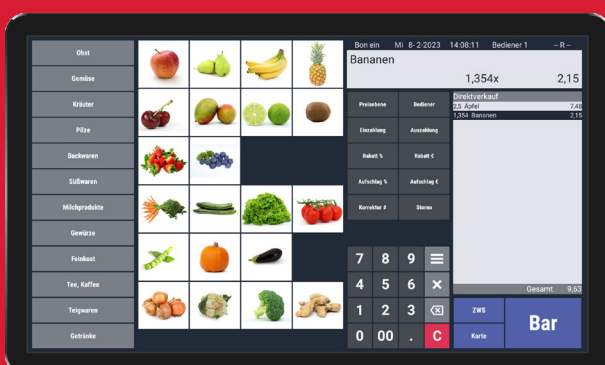 Obst
Gemüse
Kräuter
Pilze
Backwaren
Süßwaren
Milchprodukte
Gewürze
Feinkost
Tee, Kaffee
Teigwaren
Getränke
Bon ein Mi 8- 2-2023 14:08:11 Bediener 1 – R –
Bananen
1,354x 2,15
Preisebene Bediener
Einzahlung Auszahlung
Rabatt % Rabatt €
Aufschlag % Aufschlag €
Korrektur # Storno
Direktverkauf
2,5 Äpfel 7,48
1,354 Bananen 2,15
Gesamt 9,63
7 8 9
4 5 6 ×
1 2 3
0 00 . C
ZWS
Karte
Bar